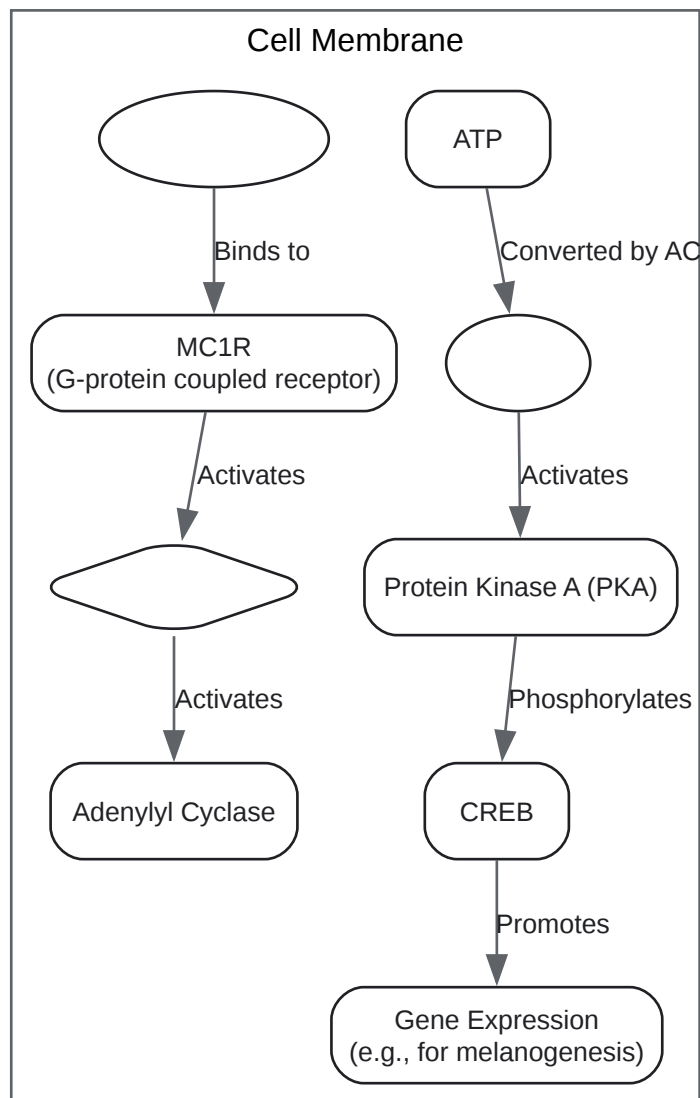 Cell Membrane
ATP
Binds to
Converted by AC
MC1R
(G-protein coupled receptor)
Activates
Activates
Protein Kinase A (PKA)
Activates
Phosphorylates
Adenylyl Cyclase
CREB
Promotes
Gene Expression
(e.g., for melanogenesis)